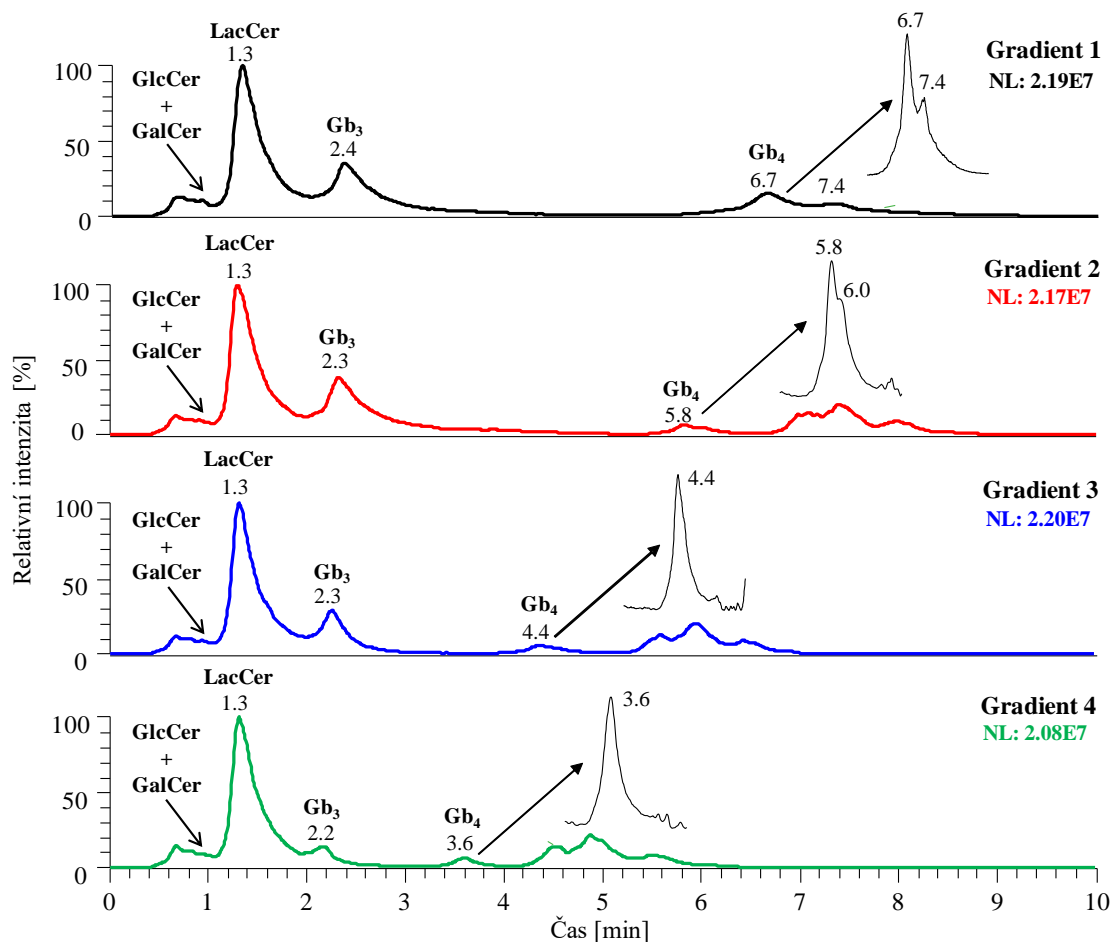 LacCer
1.3
GlcCer
+
GalCer
Gb3
2.4
Gb4
6.7
7.4
6.7
7.4
Gradient 1
NL: 2.19E7
100
50
0
LacCer
1.3
GlcCer
+
GalCer
Gb3
2.3
Gb4
5.8
5.8
6.0
Gradient 2
NL: 2.17E7
100
50
0
Relativní intenzita [%]
LacCer
1.3
GlcCer
+
GalCer
Gb3
2.3
Gb4
4.4
4.4
Gradient 3
NL: 2.20E7
100
50
0
LacCer
1.3
GlcCer
+
GalCer
Gb3
2.2
Gb4
3.6
3.6
Gradient 4
NL: 2.08E7
100
50
0
0 1 2 3 4 5 6 7 8 9 10
Čas [min]